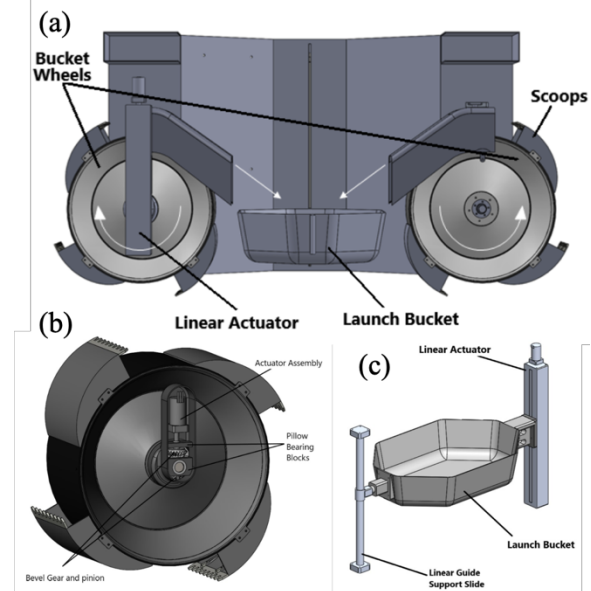 (a)
Bucket
Wheels
Scoops
Linear Actuator
Launch Bucket
(b)
Actuator Assembly
Pillow
Bearing
Blocks
Bevel Gear and pinion
(c)
Linear Actuator
Launch Bucket
Linear Guide
Support Slide